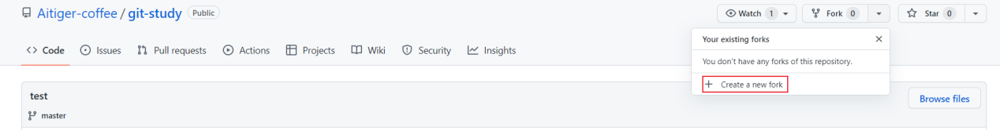 Aitiger-coffee / git-study Public
Watch 1 Fork 0 Star 0
Your existing forks
You don't have any forks of this repository.
Create a new fork
Code Issues Pull requests Actions Projects Wiki Security Insights
test
master
Browse files